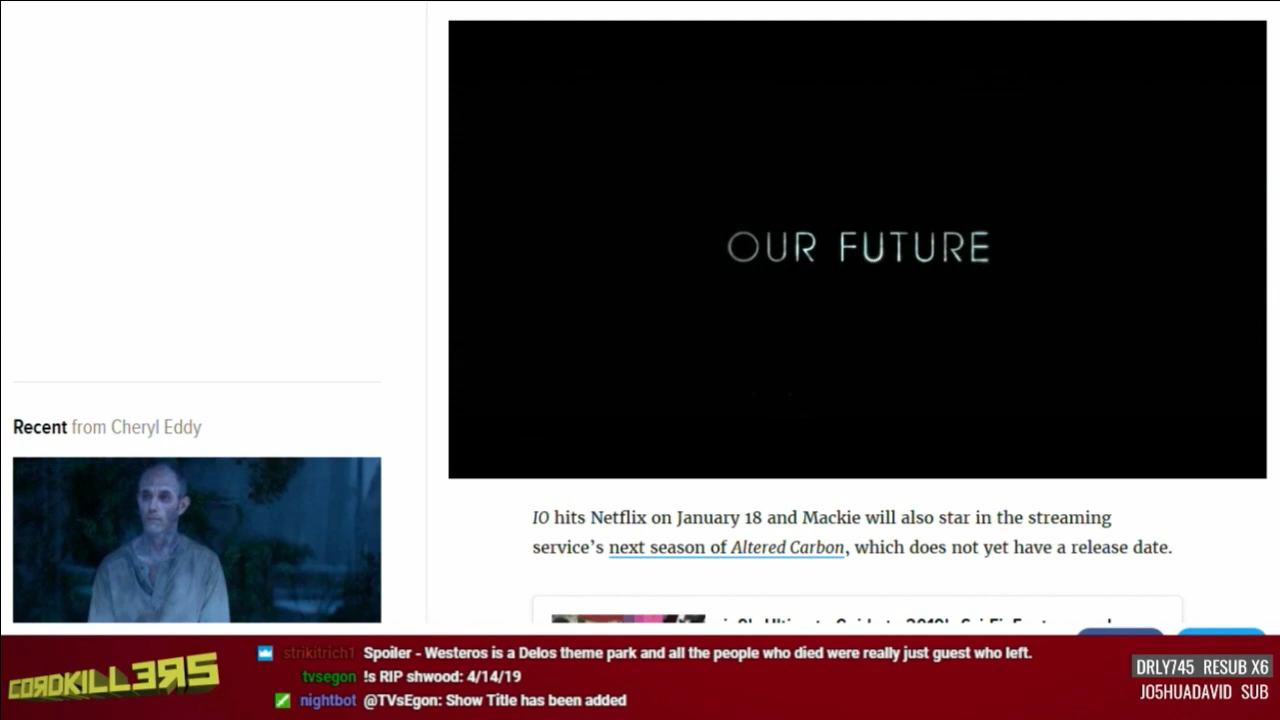 OUR FUTURE
Recent from Cheryl Eddy
IO hits Netflix on January 18 and Mackie will also star in the streaming
service's next season of Altered Carbon, which does not yet have a release date.
CORDKILLERS
strikitrich1 Spoiler - Westeros is a Delos theme park and all the people who died were really just guest who left.
tvsegon !s RIP shwood: 4/14/19
nightbot @TVsEgon: Show Title has been added
DRLY745 RESUB X6
JO5HUADAVID SUB